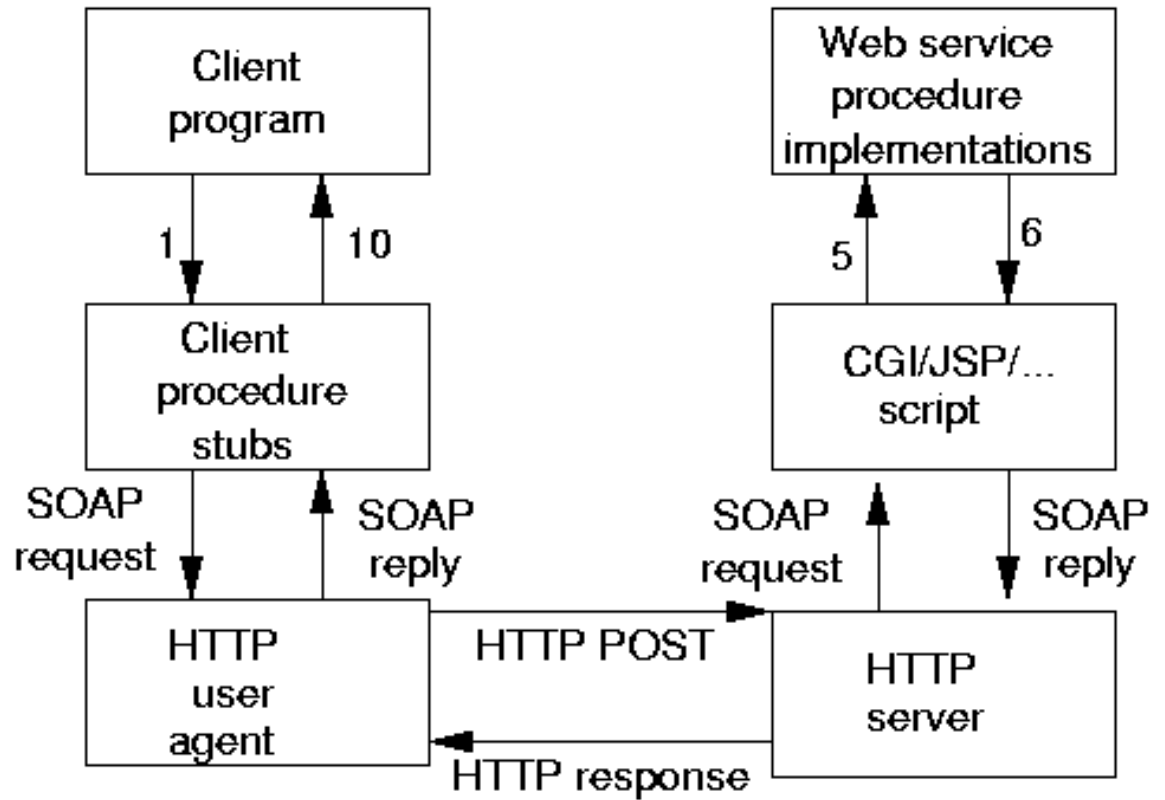 Client
program
Web service
procedure
implementations
1
10
5
6
Client
procedure
stubs
CGI/JSP/...
script
SOAP
request
SOAP
reply
SOAP
request
SOAP
reply
HTTP
user
agent
HTTP POST
HTTP
server
HTTP response